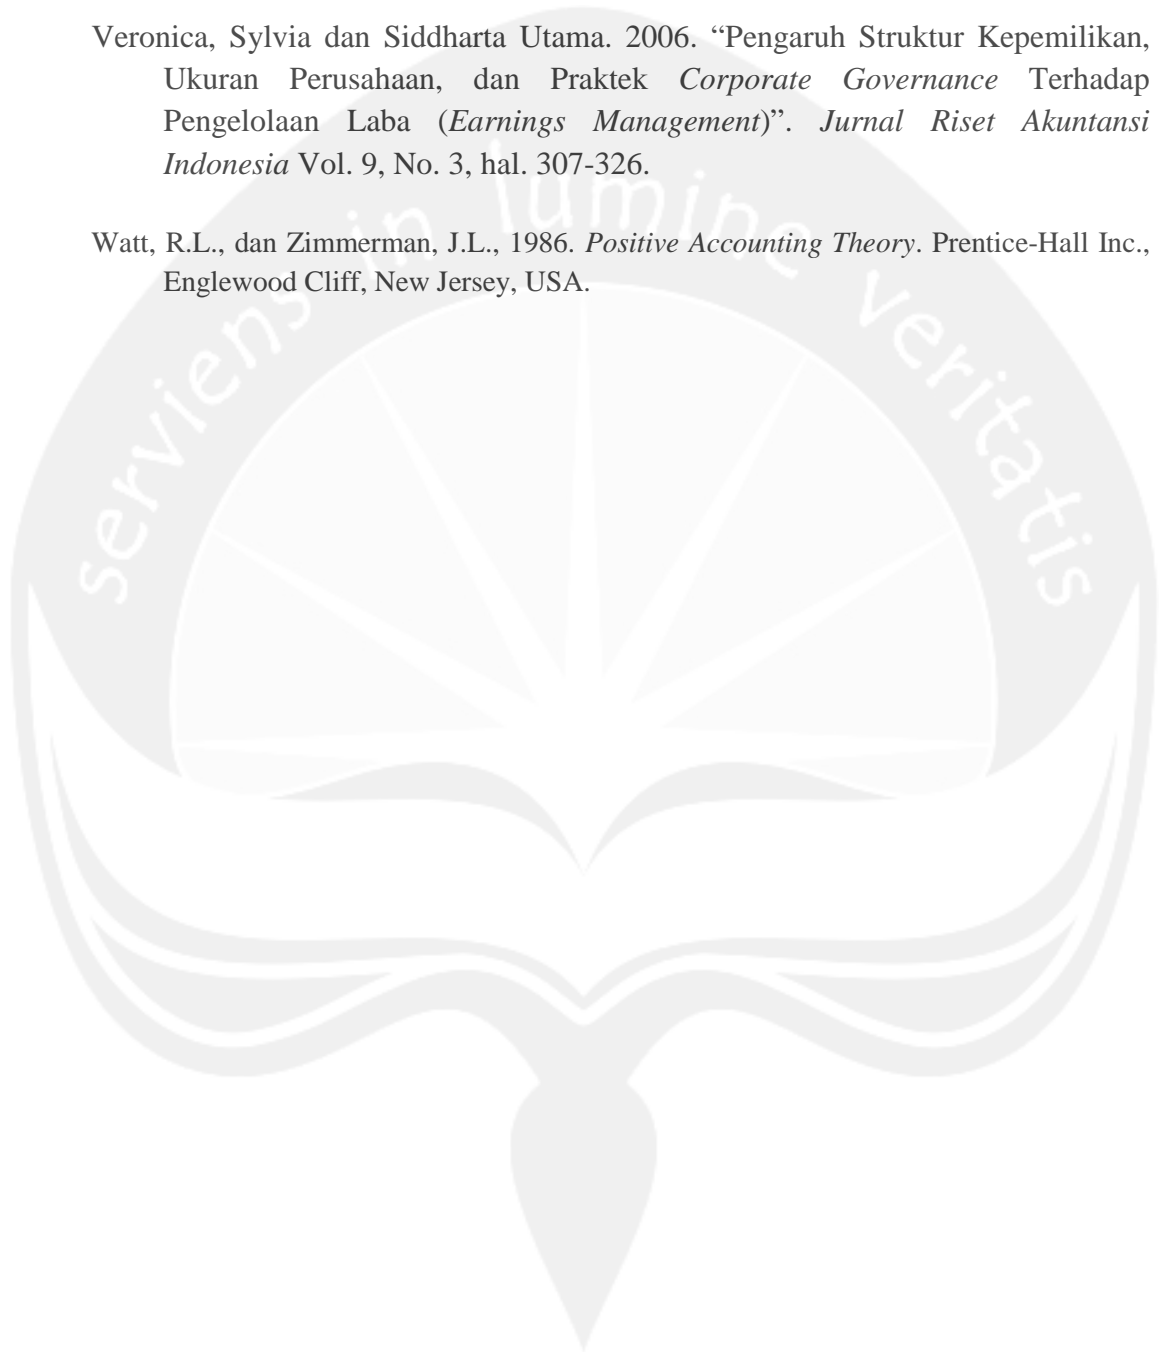 Veronica, Sylvia dan Siddharta Utama. 2006. “Pengaruh Struktur Kepemilikan,
Ukuran Perusahaan, dan Praktek Corporate Governance Terhadap
Pengelolaan Laba (Earnings Management)”. Jurnal Riset Akuntansi
Indonesia Vol. 9, No. 3, hal. 307-326.
Watt, R.L., dan Zimmerman, J.L., 1986. Positive Accounting Theory. Prentice-Hall Inc.,
Englewood Cliff, New Jersey, USA.
serviens in lumine veritatis